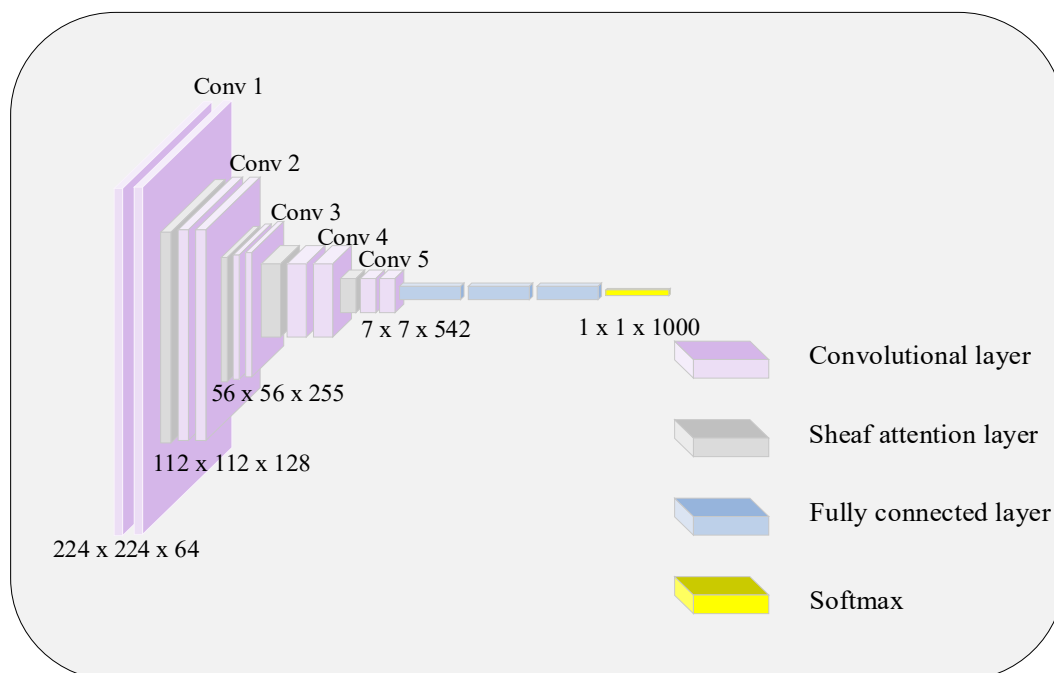 Conv 1
Conv 2
Conv 3
Conv 4
Conv 5
7 x 7 x 542
1 x 1 x 1000
56 x 56 x 255
112 x 112 x 128
224 x 224 x 64
Convolutional layer
Sheaf attention layer
Fully connected layer
Softmax